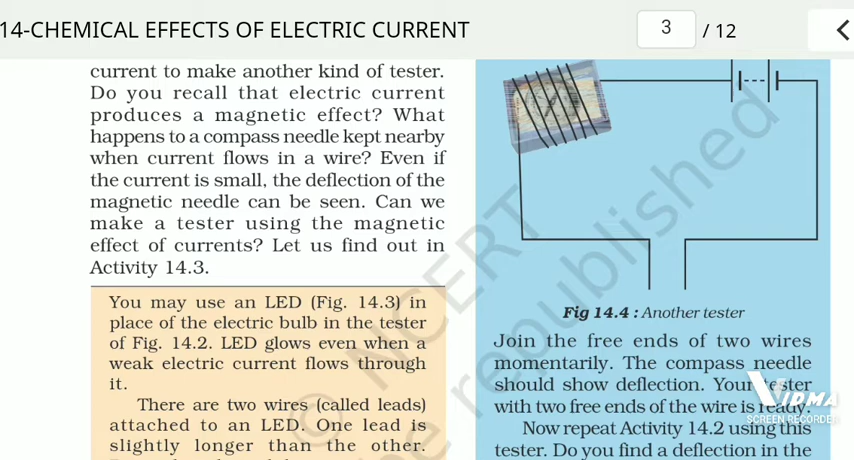 14-CHEMICAL EFFECTS OF ELECTRIC CURRENT
3 / 12
current to make another kind of tester.
Do you recall that electric current
produces a magnetic effect? What
happens to a compass needle kept nearby
when current flows in a wire? Even if
the current is small, the deflection of the
magnetic needle can be seen. Can we
make a tester using the magnetic
effect of currents? Let us find out in
Activity 14.3.
You may use an LED (Fig. 14.3) in
place of the electric bulb in the tester
of Fig. 14.2. LED glows even when a
weak electric current flows through
it.
There are two wires (called leads)
attached to an LED. One lead is
slightly longer than the other.
Fig 14.4 : Another tester
Join the free ends of two wires
momentarily. The compass needle
should show deflection. Your tester
with two free ends of the wire is ready.
Now repeat Activity 14.2 using this
tester. Do you find a deflection in the
© NCERT
be republished
VIDMA
SCREEN RECORDER